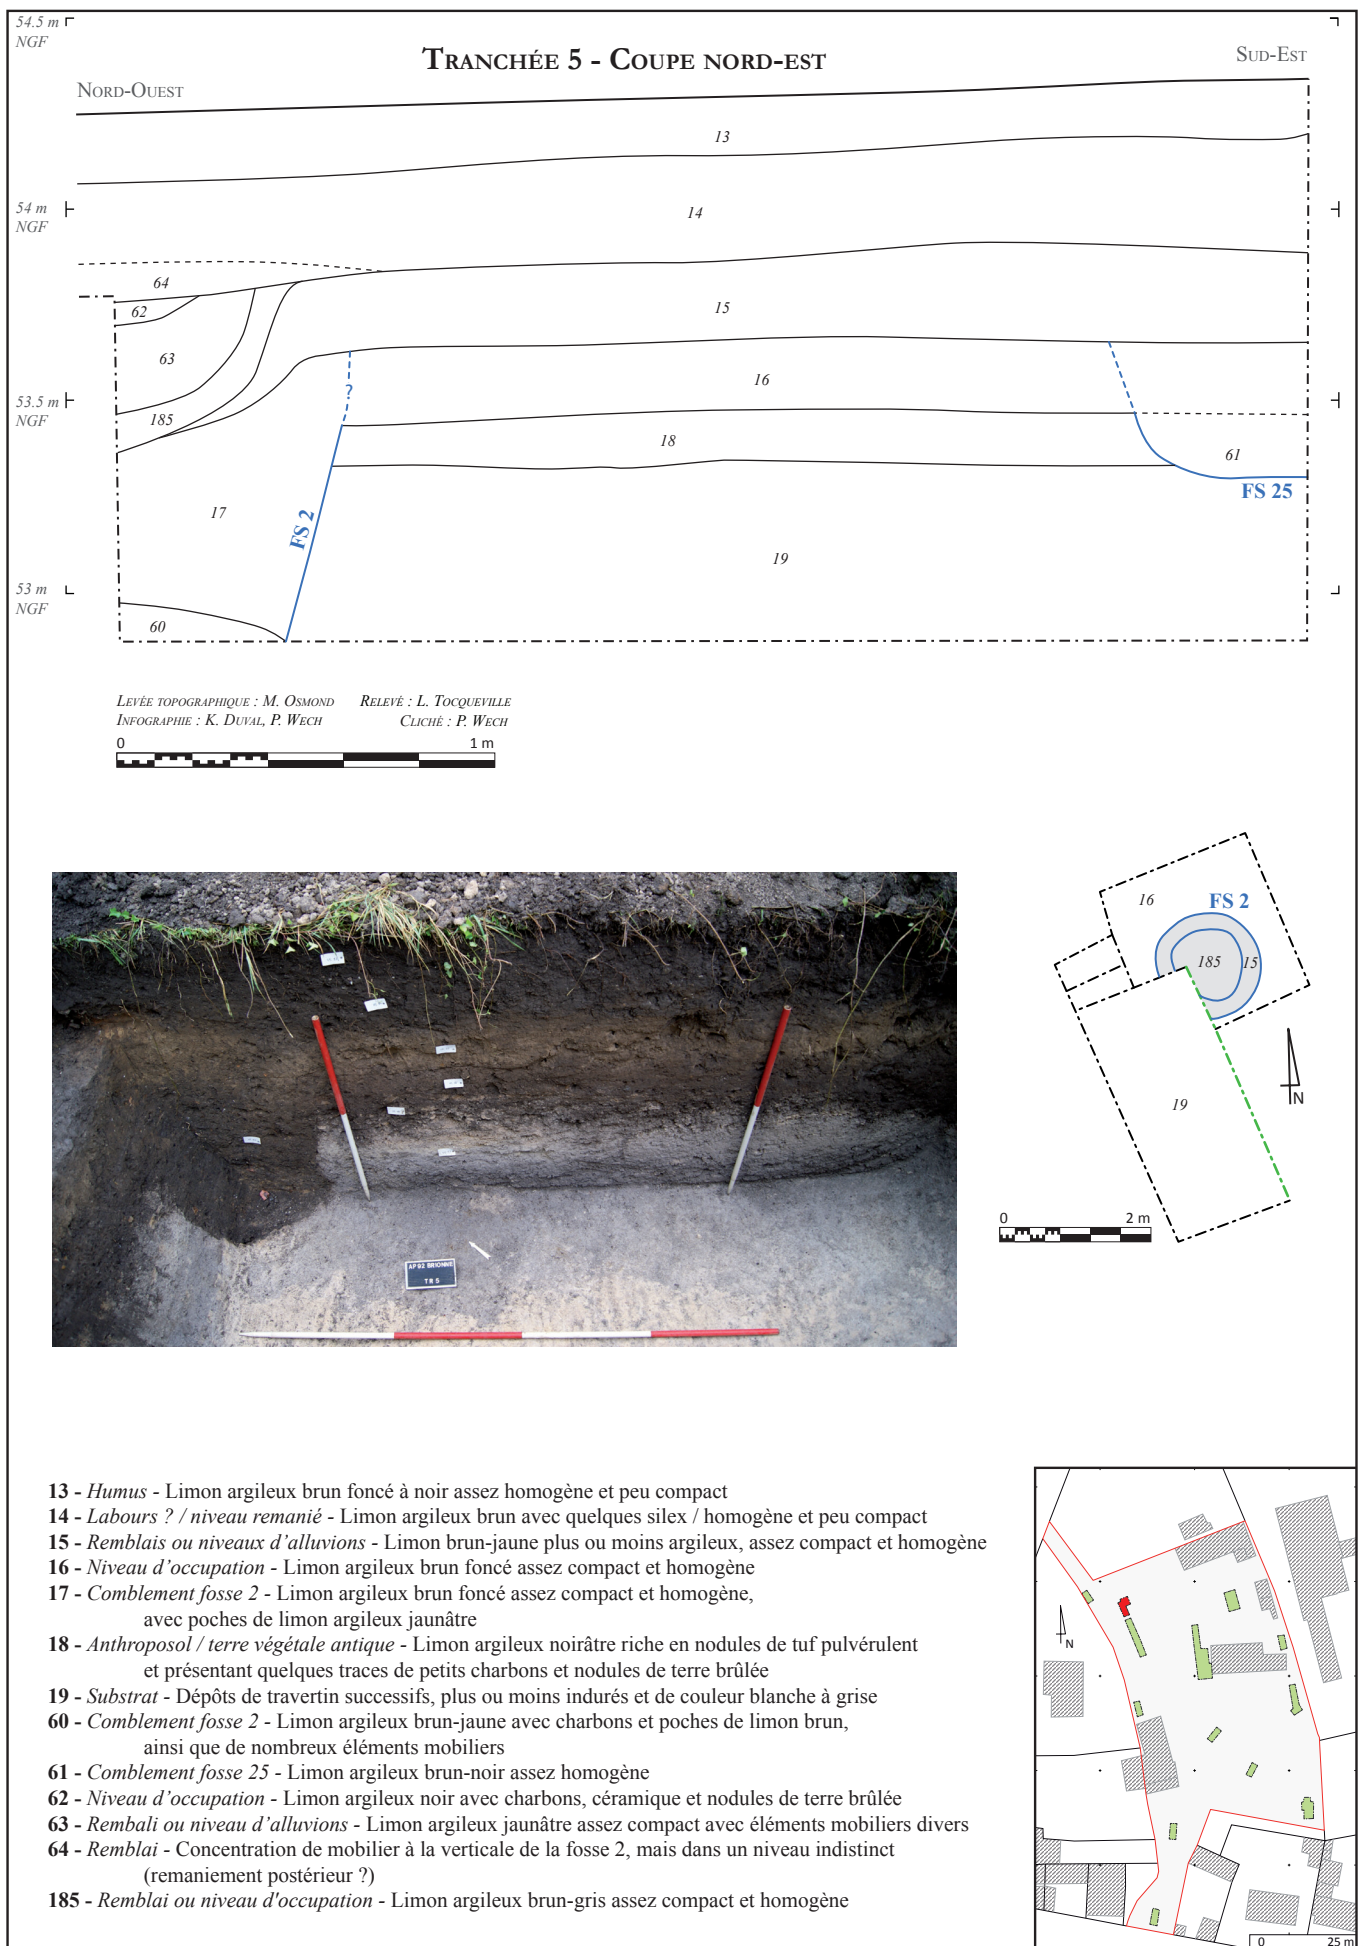 54.5 m
NGF
TRANCHÉE 5 - COUPE NORD-EST
SUD-EST
NORD-OUEST
13
54 m
NGF
14
64
62
15
63
?
16
53.5 m
NGF
185
18
61
FS 25
17
FS 2
19
53 m
NGF
60
LEVÉE TOPOGRAPHIQUE : M. OSMOND RELEVÉ : L. TOCQUEVILLE
INFOGRAPHIE : K. DUVAL, P. WECH CLICHÉ : P. WECH
0 1 m
16
FS 2
185
15
19
N
0 2 m
AP 92 BRIONNE
TR 5
13 - Humus - Limon argileux brun foncé à noir assez homogène et peu compact
14 - Labours ? / niveau remanié - Limon argileux brun avec quelques silex / homogène et peu compact
15 - Remblais ou niveaux d'alluvions - Limon brun-jaune plus ou moins argileux, assez compact et homogène
16 - Niveau d'occupation - Limon argileux brun foncé assez compact et homogène
17 - Comblement fosse 2 - Limon argileux brun foncé assez compact et homogène,
avec poches de limon argileux jaunâtre
18 - Anthroposol / terre végétale antique - Limon argileux noirâtre riche en nodules de tuf pulvérulent
et présentant quelques traces de petits charbons et nodules de terre brûlée
19 - Substrat - Dépôts de travertin successifs, plus ou moins indurés et de couleur blanche à grise
60 - Comblement fosse 2 - Limon argileux brun-jaune avec charbons et poches de limon brun,
ainsi que de nombreux éléments mobiliers
61 - Comblement fosse 25 - Limon argileux brun-noir assez homogène
62 - Niveau d'occupation - Limon argileux noir avec charbons, céramique et nodules de terre brûlée
63 - Rembali ou niveau d'alluvions - Limon argileux jaunâtre assez compact avec éléments mobiliers divers
64 - Remblai - Concentration de mobilier à la verticale de la fosse 2, mais dans un niveau indistinct
(remaniement postérieur ?)
185 - Remblai ou niveau d'occupation - Limon argileux brun-gris assez compact et homogène
N
0 25 m